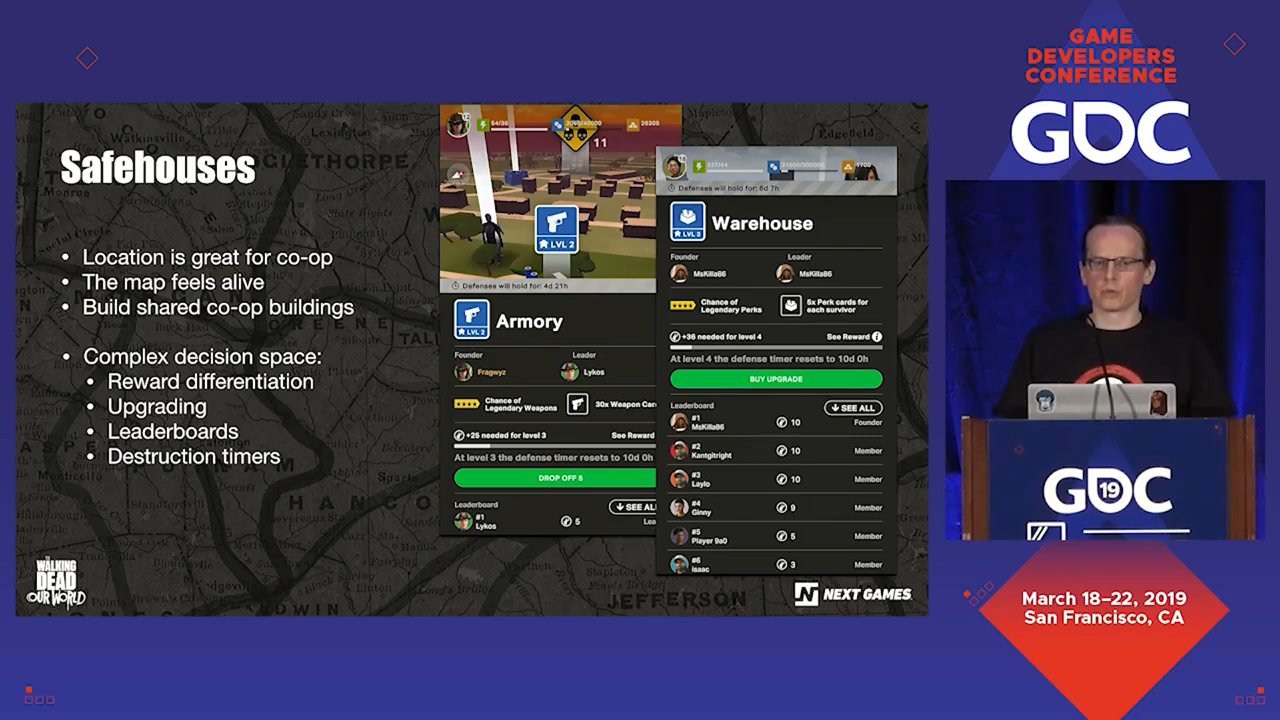 GAME
DEVELOPERS
CONFERENCE
GDC
Safehouses
• Location is great for co-op
• The map feels alive
• Build shared co-op buildings
• Complex decision space:
• Reward differentiation
• Upgrading
• Leaderboards
• Destruction timers
11
26305
LVL 2
Defenses will hold for: 4d 21h
LVL 2
Armory
Founder
Leader
Fragwyz
Lykos
Chance of
Legendary Weapons
30x Weapon Car
+25 needed for level 3
See Reward
At level 3 the defense timer resets to 10d 0h
DROP OFF 5
Leaderboard
SEE ALL
#1
Lykos
5
Lea
Defenses will hold for: 6d 7h
LVL 3
Warehouse
Founder
Leader
MsKilla86
MsKilla86
Chance of
Legendary Perks
5x Perk cards for
each survivor
+36 needed for level 4
See Reward
At level 4 the defense timer resets to 10d 0h
BUY UPGRADE
Leaderboard
SEE ALL
#1
MsKilla86
10
Founder
#2
Kantgitright
10
Member
#3
Laylo
10
Member
#4
Ginny
9
Member
#5
Player 9a0
5
Member
#6
isaac
3
Member
THE
WALKING
DEAD
OUR WORLD
NEXT GAMES
JEFFERSON
GDC
19
March 18–22, 2019
San Francisco, CA